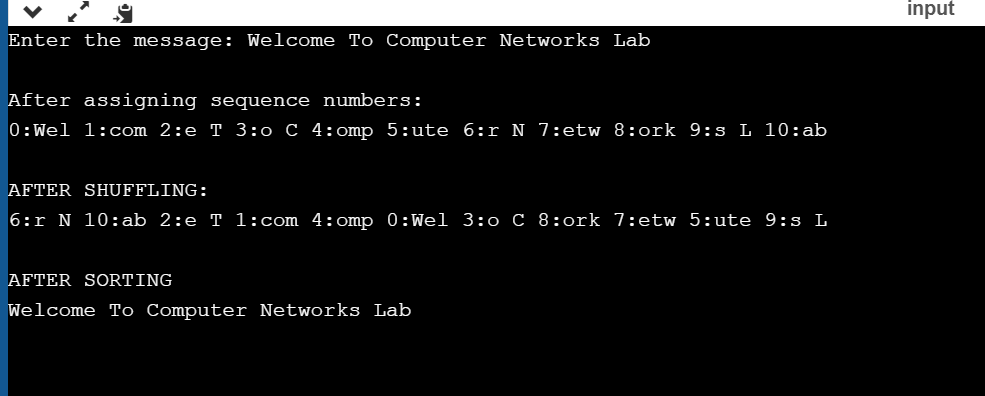 input
Enter the message: Welcome To Computer Networks Lab
After assigning sequence numbers:
0:Wel 1:com 2:e T 3:o C 4:omp 5:ute 6:r N 7:etw 8:ork 9:s L 10:ab
AFTER SHUFFLING:
6:r N 10:ab 2:e T 1:com 4:omp 0:Wel 3:o C 8:ork 7:etw 5:ute 9:s L
AFTER SORTING
Welcome To Computer Networks Lab